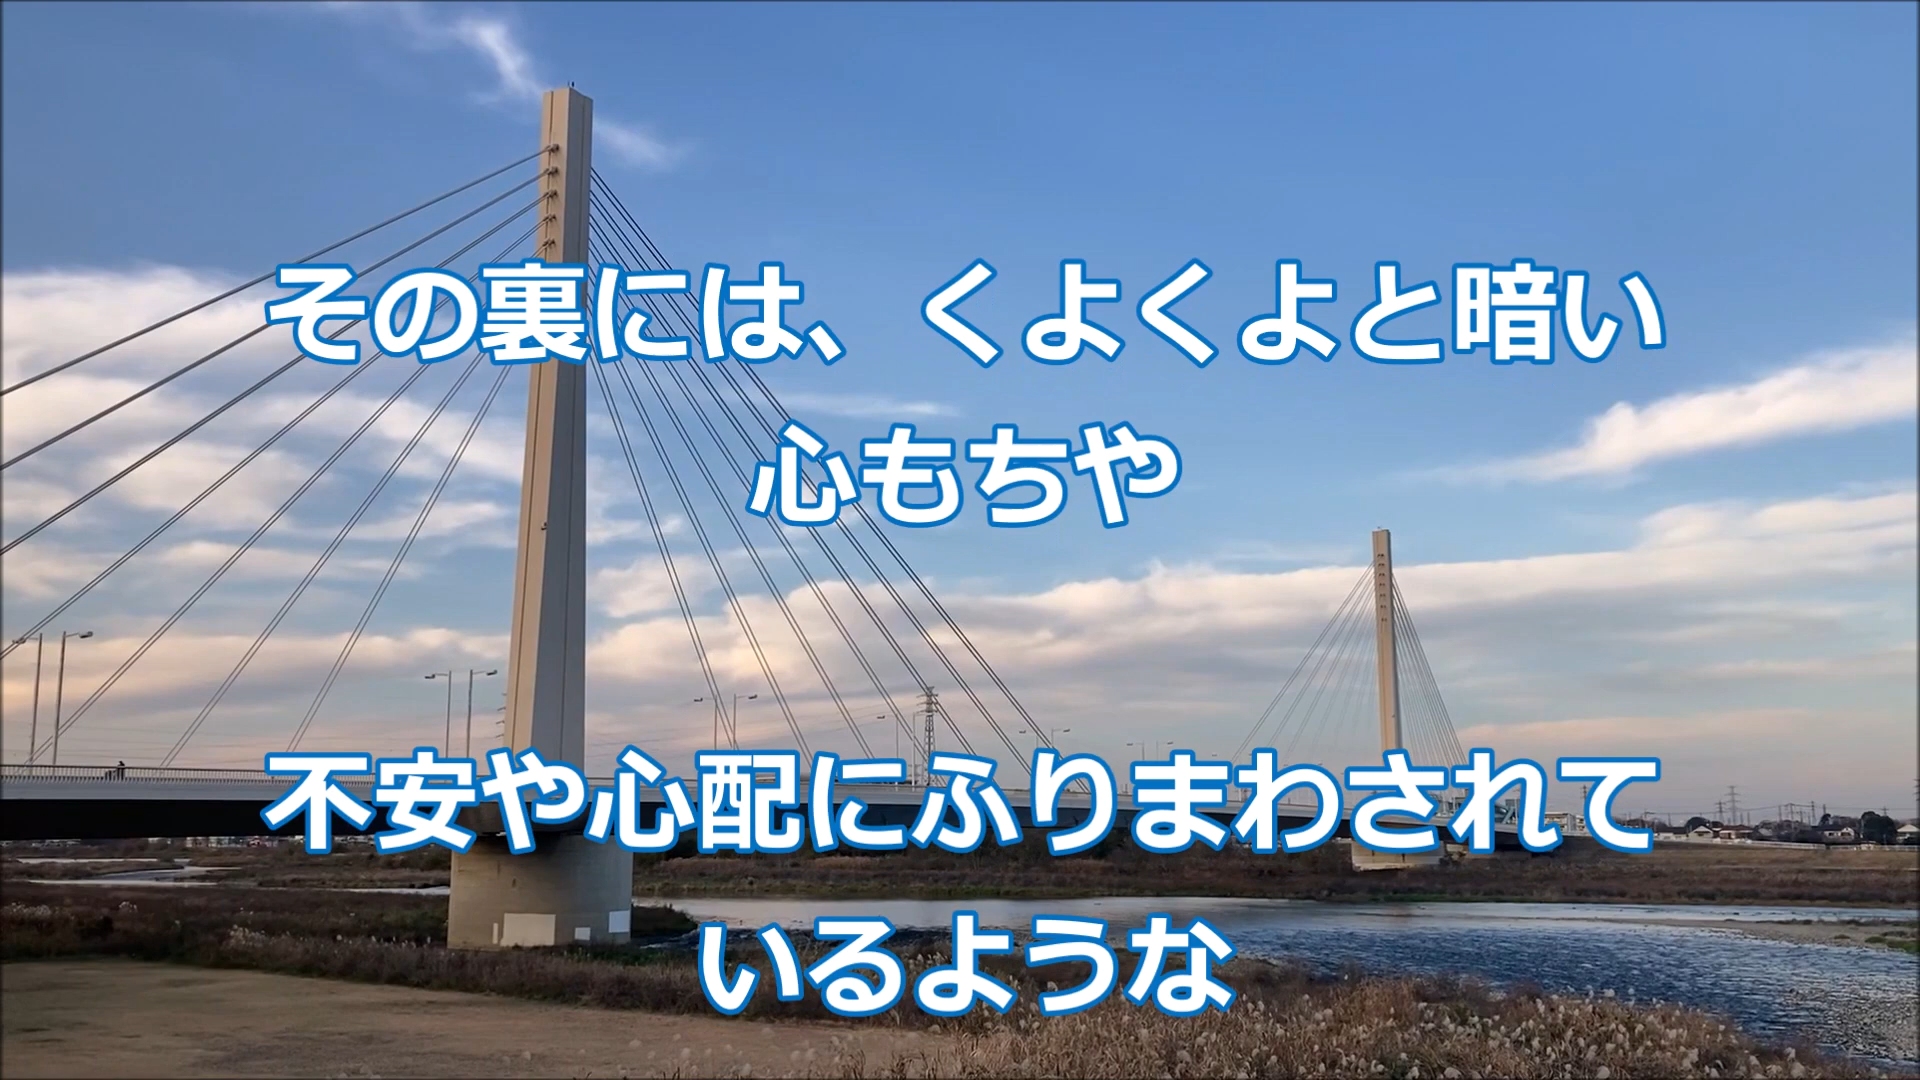 その裏には、くよくよと暗い
心もちや
不安や心配にふりまわされて
いるような